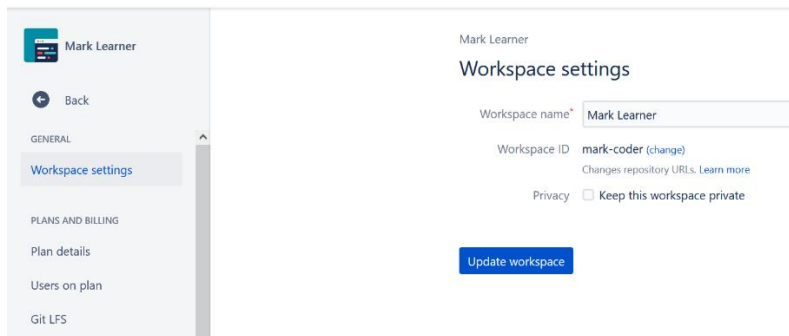 Mark Learner
Back
GENERAL
Workspace settings
PLANS AND BILLING
Plan details
Users on plan
Git LFS
Mark Learner
Workspace settings
Workspace name* Mark Learner
Workspace ID mark-coder (change)
Changes repository URLs. Learn more
Privacy Keep this workspace private
Update workspace